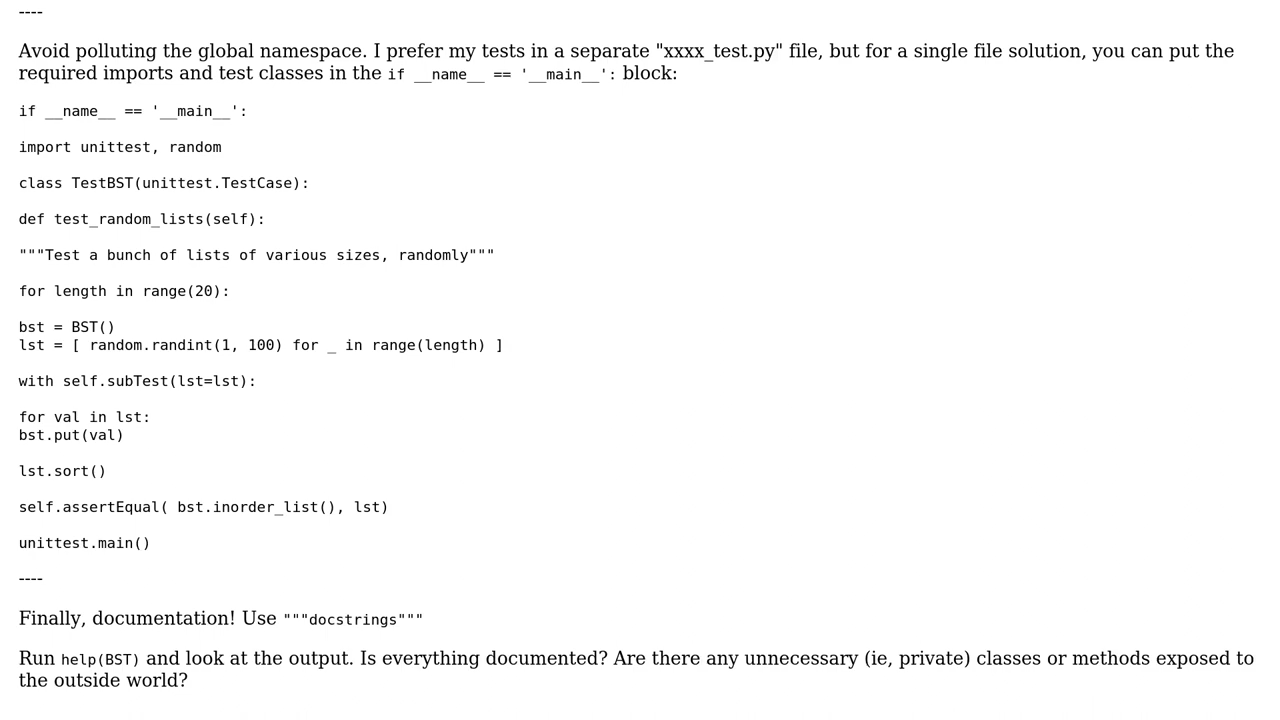 ----
Avoid polluting the global namespace. I prefer my tests in a separate "xxxx_test.py" file, but for a single file solution, you can put the
required imports and test classes in the if __name__ == '__main__': block:
if __name__ == '__main__':
import unittest, random
class TestBST(unittest.TestCase):
def test_random_lists(self):
"""Test a bunch of lists of various sizes, randomly"""
for length in range(20):
bst = BST()
lst = [ random.randint(1, 100) for _ in range(length) ]
with self.subTest(lst=lst):
for val in lst:
bst.put(val)
lst.sort()
self.assertEqual( bst.inorder_list(), lst)
unittest.main()
----
Finally, documentation! Use """docstrings"""
Run help(BST) and look at the output. Is everything documented? Are there any unnecessary (ie, private) classes or methods exposed to
the outside world?